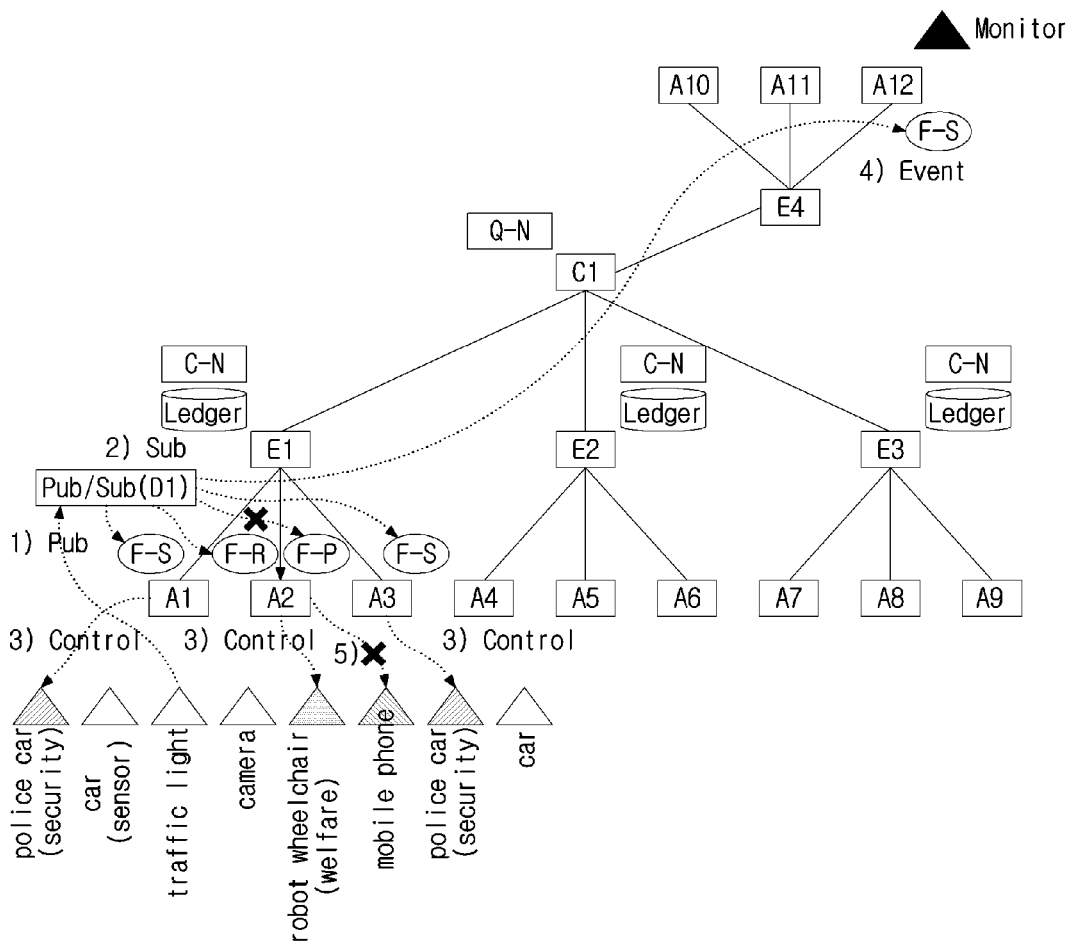 Monitor
A10
A11
A12
F-S
4) Event
E4
Q-N
C1
C-N
C-N
C-N
Ledger
Ledger
Ledger
2) Sub
E1
E2
E3
Pub/Sub(D1)
1) Pub
F-S
F-R
F-P
F-S
A1
A2
A3
A4
A5
A6
A7
A8
A9
3) Control
3) Control
5)
3) Control
police car
(security)
car
(sensor)
traffic light
camera
robot wheelchair
(welfare)
mobile phone
police car
(security)
car